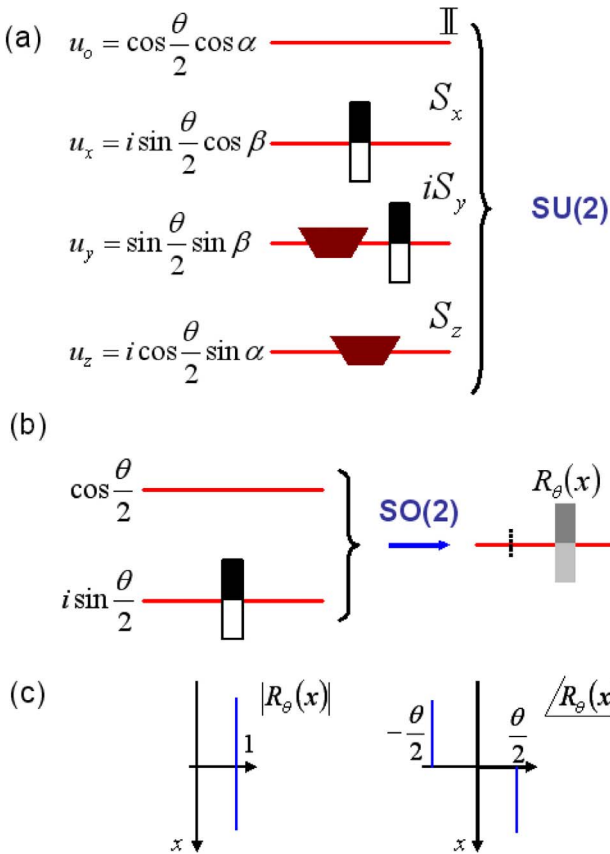 (a)
u_o = cos θ/2 cos α
𝕀
u_x = i sin θ/2 cos β
S_x
u_y = sin θ/2 sin β
iS_y
SU(2)
u_z = i cos θ/2 sin α
S_z
(b)
cos θ/2
SO(2)
R_θ(x)
i sin θ/2
(c)
|R_θ(x)|
1
x
∠R_θ(x
−θ/2
θ/2
x